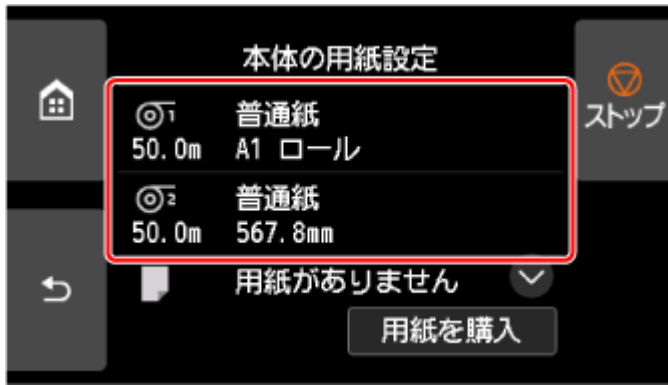 本体の用紙設定
ストップ
1 普通紙
50.0m A1 ロール
2 普通紙
50.0m 567.8mm
用紙がありません
用紙を購入